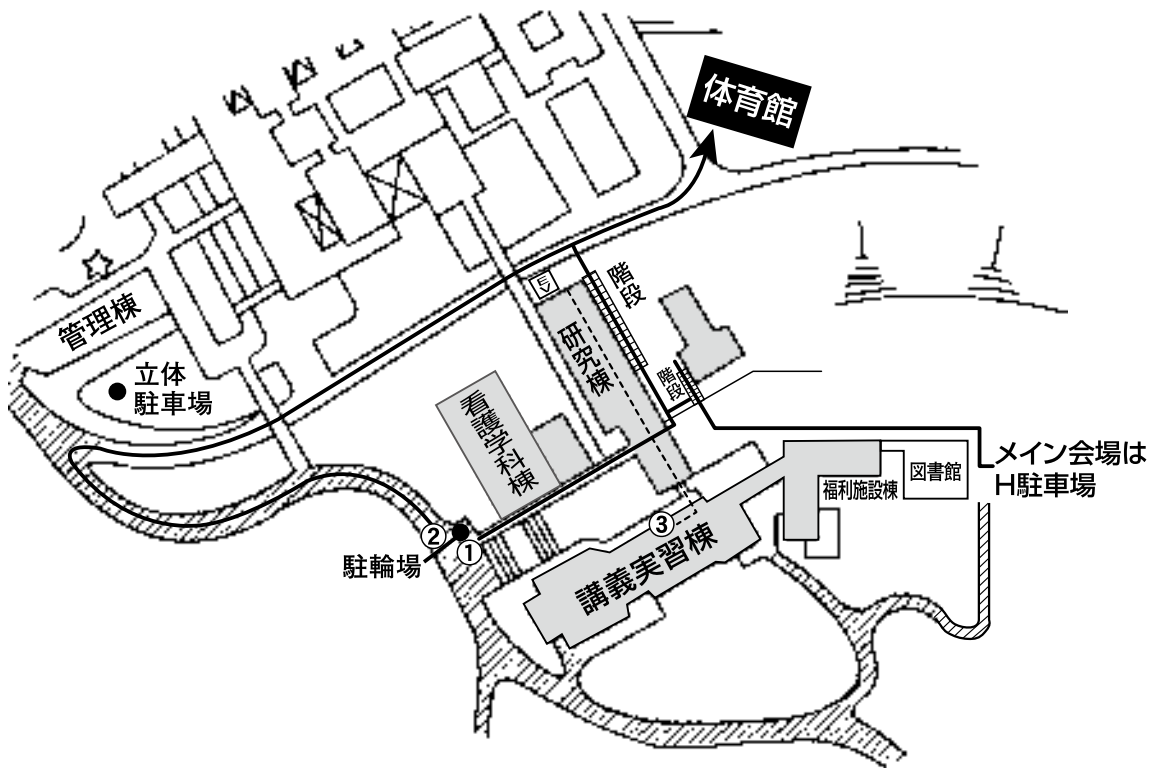 体育館
階段
EV
管理棟
研究棟
立体
駐車場
階段
看護学科棟
メイン会場は
H駐車場
図書館
福利施設棟
③
②
①
講義実習棟
駐輪場